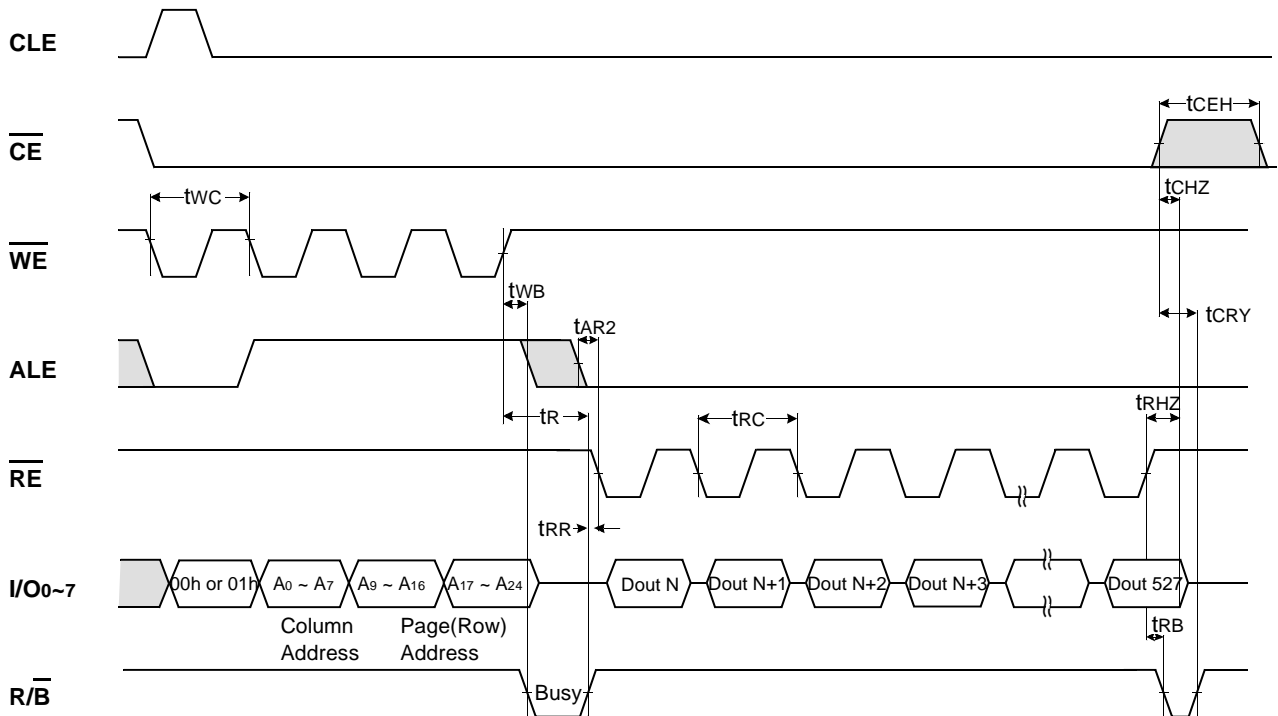 CLE
tCEH
CE
tCHZ
tWC
WE
tWB
tCRY
tAR2
ALE
tRHZ
tR
tRC
RE
tRR
I/O0~7
00h or 01h
A0 ~ A7
A9 ~ A16
A17 ~ A24
Dout N
Dout N+1
Dout N+2
Dout N+3
Dout 527
Column
Address
Page(Row)
Address
tRB
R/B
Busy